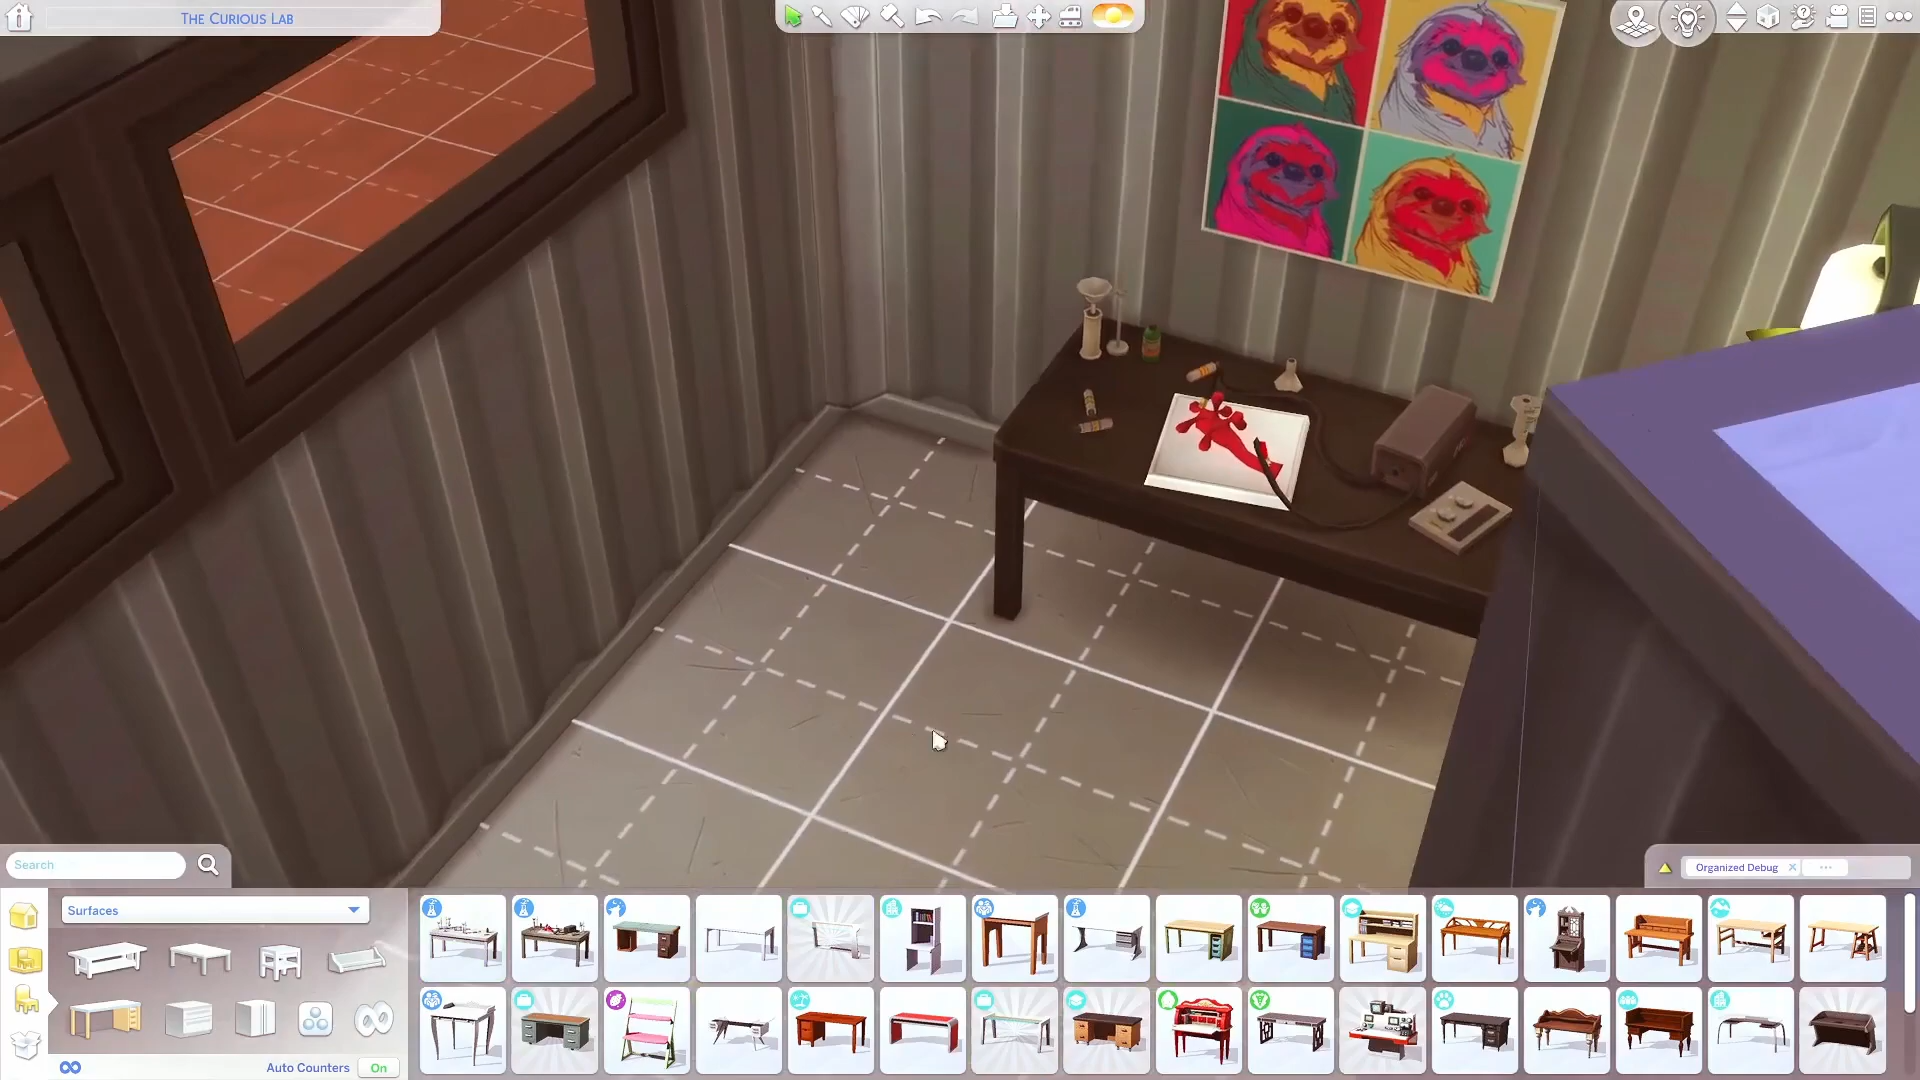 The Curious Lab
Search
Organized Debug
Surfaces
Auto Counters
On